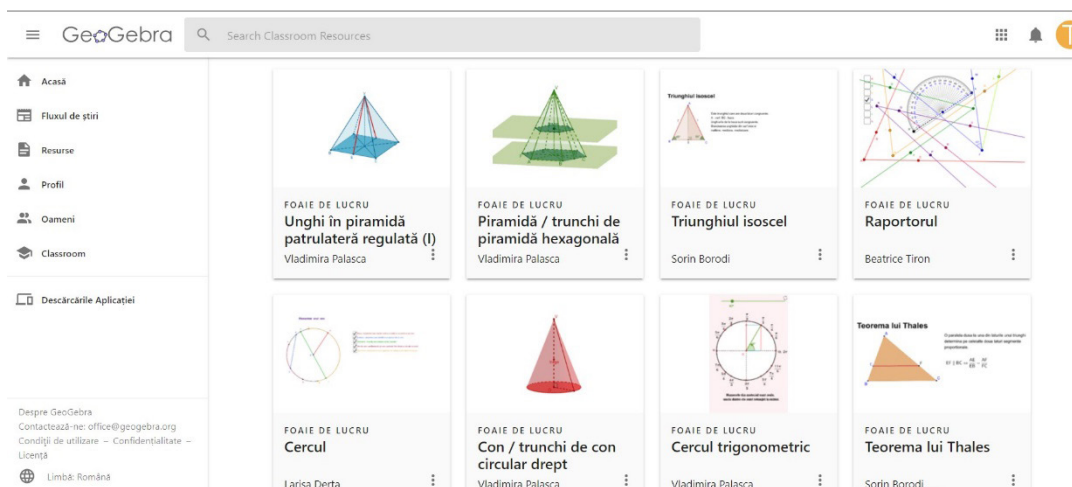 GeoGebra
Search Classroom Resources
T
Acasă
Fluxul de știri
Resurse
Profil
Oameni
Classroom
Descărcările Aplicației
Despre GeoGebra
Contactează-ne: office@geogebra.org
Condiții de utilizare – Confidențialitate –
Licență
Limbă: Română
FOAIE DE LUCRU
Unghi în piramidă
patrulateră regulată (I)
Vladimira Palasca
FOAIE DE LUCRU
Piramidă / trunchi de
piramidă hexagonală
Vladimira Palasca
Triunghiul isoscel
FOAIE DE LUCRU
Triunghiul isoscel
Sorin Borodi
FOAIE DE LUCRU
Raportorul
Beatrice Tiron
FOAIE DE LUCRU
Cercul
Larisa Derta
FOAIE DE LUCRU
Con / trunchi de con
circular drept
Vladimira Palasca
FOAIE DE LUCRU
Cercul trigonometric
Vladimira Palasca
Teorema lui Thales
FOAIE DE LUCRU
Teorema lui Thales
Sorin Borodi